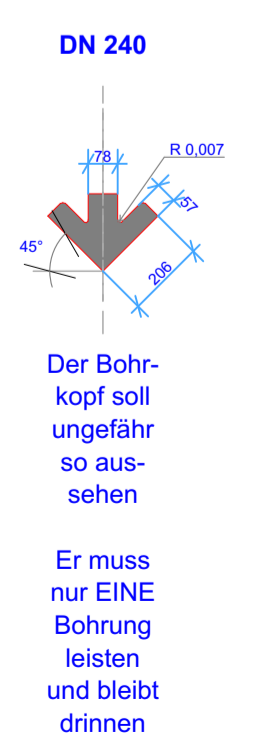 DN 240
78
R 0,007
57
45°
206
Der Bohr-
kopf soll
ungefähr
so aus-
sehen
Er muss
nur EINE
Bohrung
leisten
und bleibt
drinnen